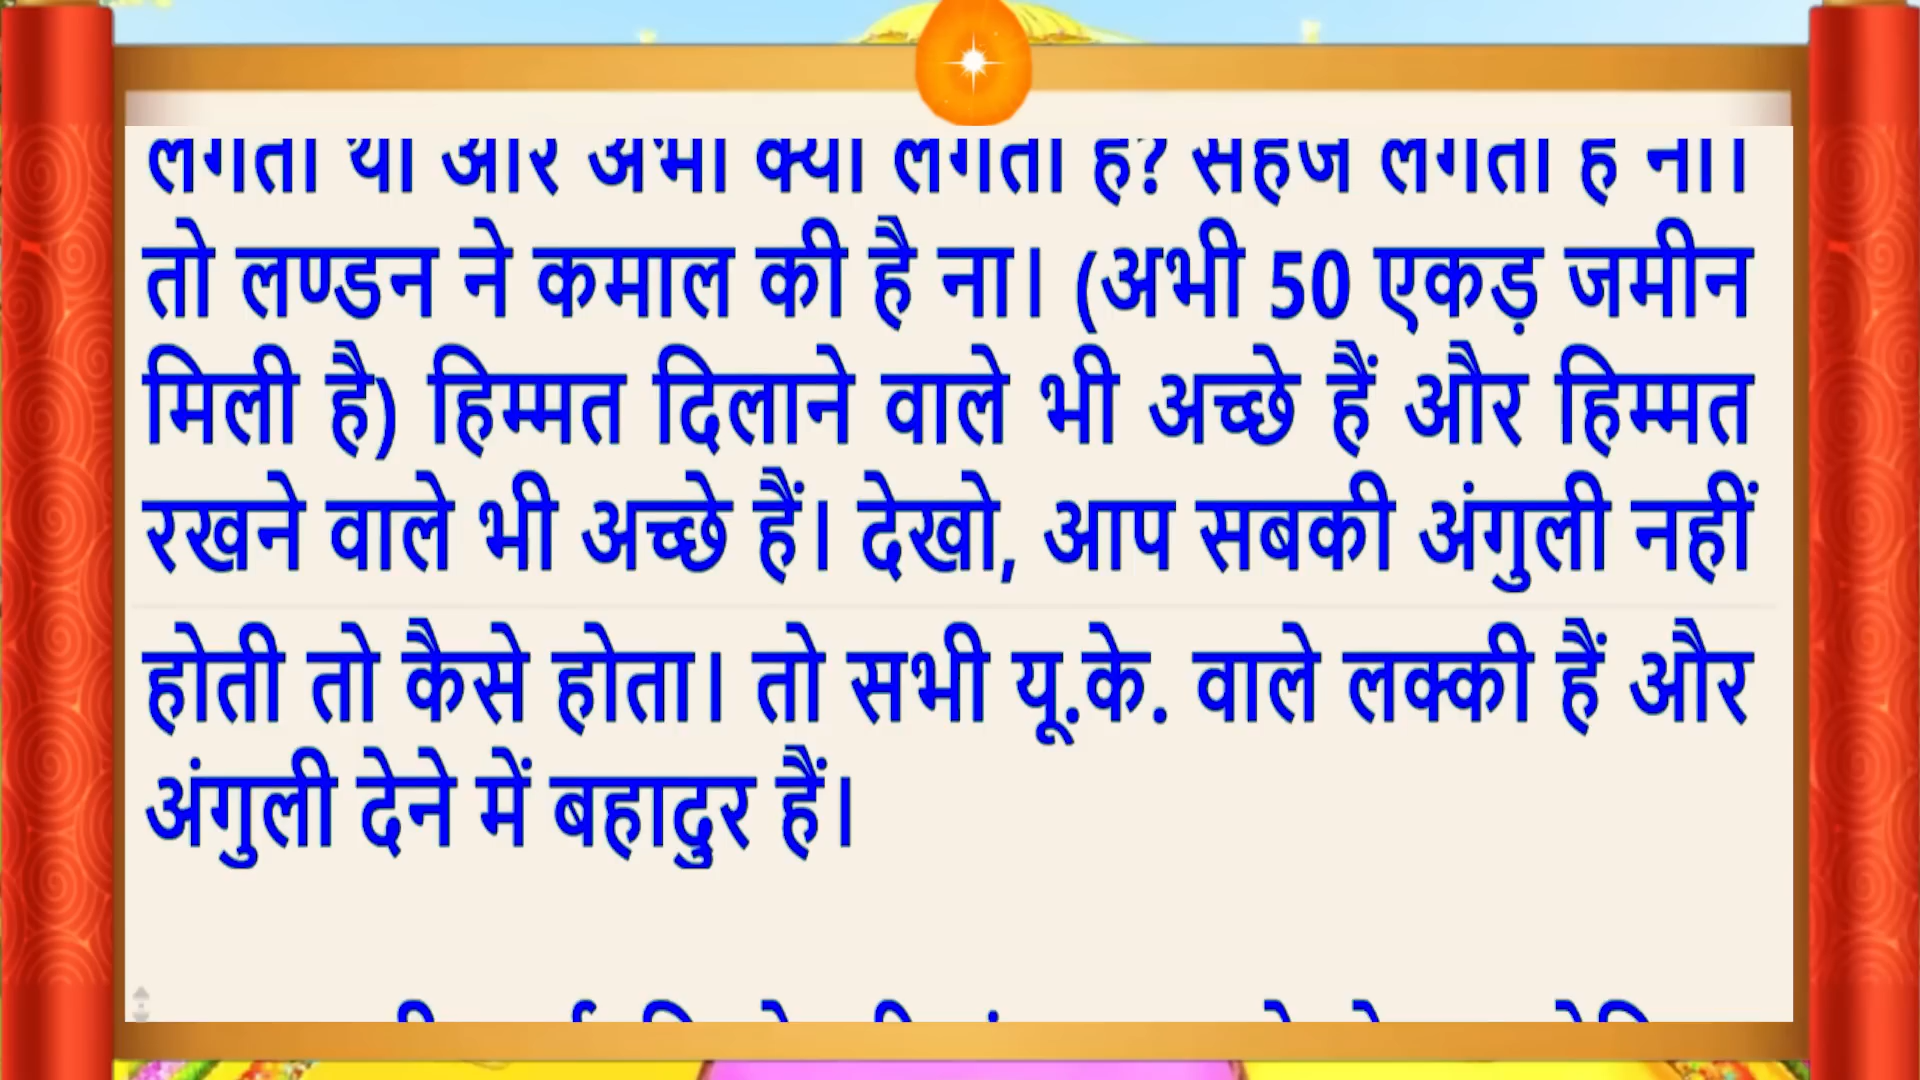 लगता था और अभी क्या लगता है? सहज लगता है ना।
तो लण्डन ने कमाल की है ना। (अभी 50 एकड़ जमीन
मिली है) हिम्मत दिलाने वाले भी अच्छे हैं और हिम्मत
रखने वाले भी अच्छे हैं। देखो, आप सबकी अंगुली नहीं
होती तो कैसे होता। तो सभी यू.के. वाले लक्की हैं और
अंगुली देने में बहादुर हैं।